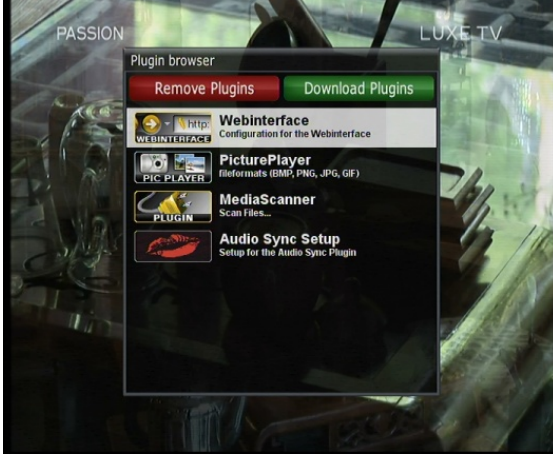 PASSION
LUXE.TV
Plugin browser
Remove Plugins
Download Plugins
http:
WEBINTERFACE
Webinterface
Configuration for the Webinterface
PIC PLAYER
PicturePlayer
fileformats (BMP, PNG, JPG, GIF)
PLUGIN
MediaScanner
Scan Files...
Audio Sync Setup
Setup for the Audio Sync Plugin